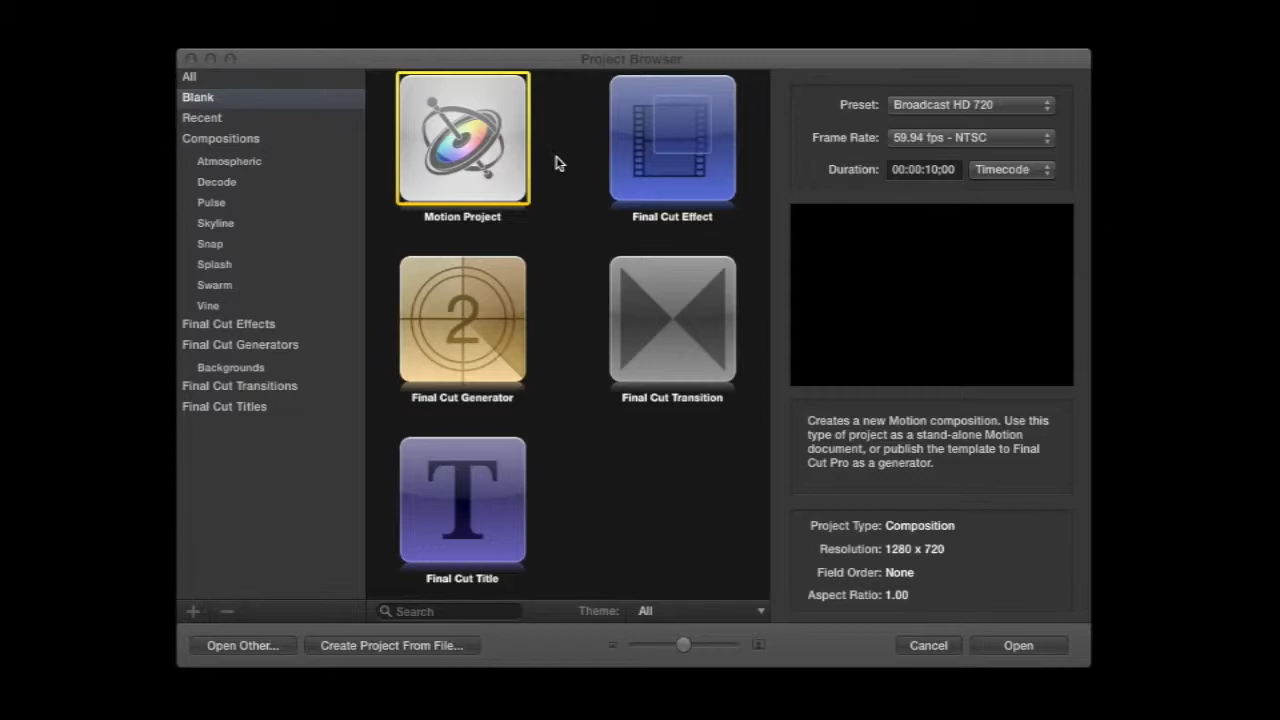 Project Browser
All
Blank
Recent
Compositions
Atmospheric
Decode
Pulse
Skyline
Snap
Splash
Swarm
Vine
Final Cut Effects
Final Cut Generators
Backgrounds
Final Cut Transitions
Final Cut Titles
Motion Project
Final Cut Effect
2
Final Cut Generator
Final Cut Transition
T
Final Cut Title
Search
Theme: All
Preset: Broadcast HD 720
Frame Rate: 59.94 fps - NTSC
Duration: 00:00:10;00 Timecode
Creates a new Motion composition. Use this
type of project as a stand-alone Motion
document, or publish the template to Final
Cut Pro as a generator.
Project Type: Composition
Resolution: 1280 x 720
Field Order: None
Aspect Ratio: 1.00
Open Other...
Create Project From File...
Cancel
Open